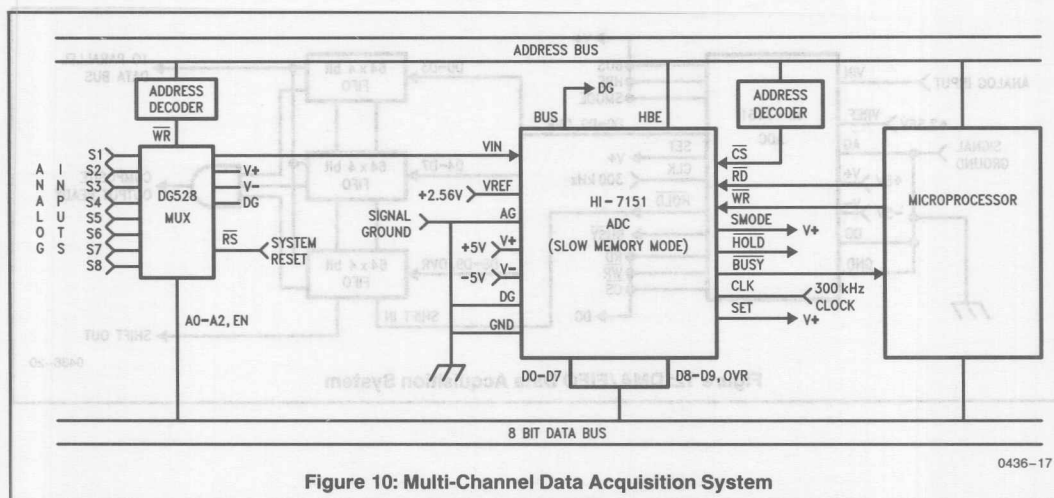 ADDRESS BUS
ADDRESS
DECODER
WR
ANALOG
INPUTS
S1
S2
S3
S4
S5
S6
S7
S8
DG528
MUX
V+
V-
DG
RS
SYSTEM
RESET
A0-A2, EN
BUS
DG
HBE
ADDRESS
DECODER
VIN
+2.56V
VREF
SIGNAL
GROUND
AG
+5V
V+
-5V
V-
DG
GND
HI-7151
ADC
(SLOW MEMORY MODE)
CS
RD
WR
SMODE
V+
HOLD
BUSY
CLK
300 kHz
CLOCK
SET
V+
MICROPROCESSOR
D0-D7
D8-D9, OVR
8 BIT DATA BUS
0436-17
Figure 10: Multi-Channel Data Acquisition System